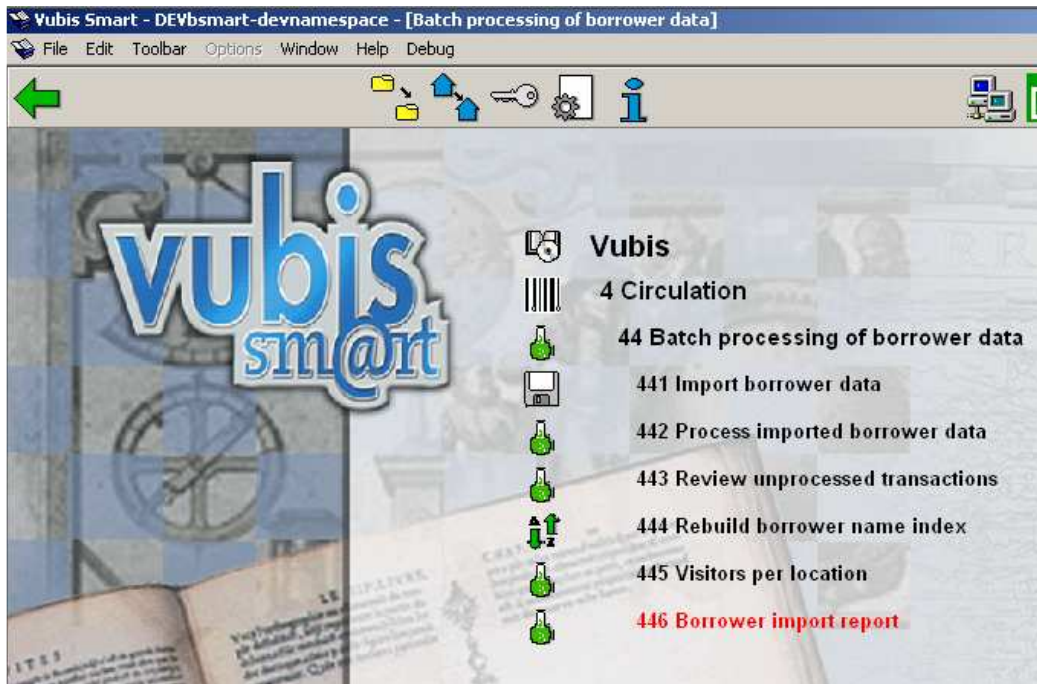 Vubis Smart - DEVbsmart-devnamespace - [Batch processing of borrower data]
File Edit Toolbar Options Window Help Debug
vubis
sm@rt
Vubis
4 Circulation
44 Batch processing of borrower data
441 Import borrower data
442 Process imported borrower data
443 Review unprocessed transactions
444 Rebuild borrower name index
445 Visitors per location
446 Borrower import report